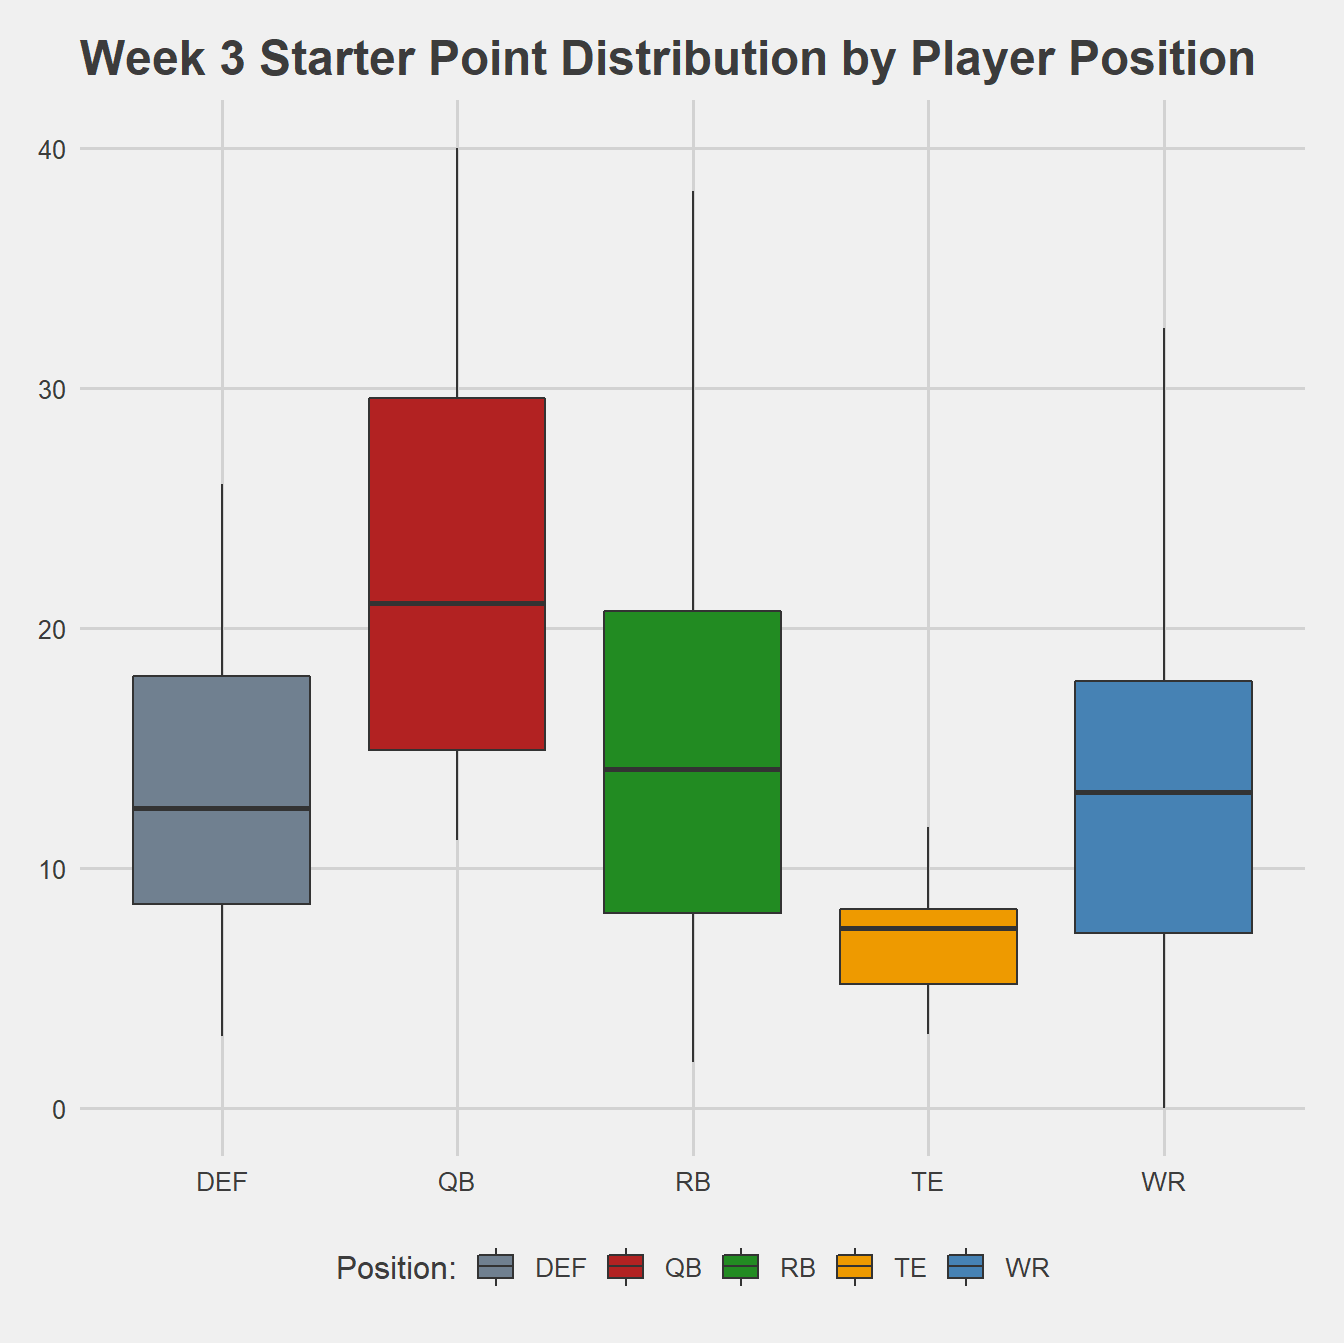 Week 3 Starter Point Distribution by Player Position
40
30
20
10
0
DEF QB RB TE WR
Position: DEF QB RB TE WR